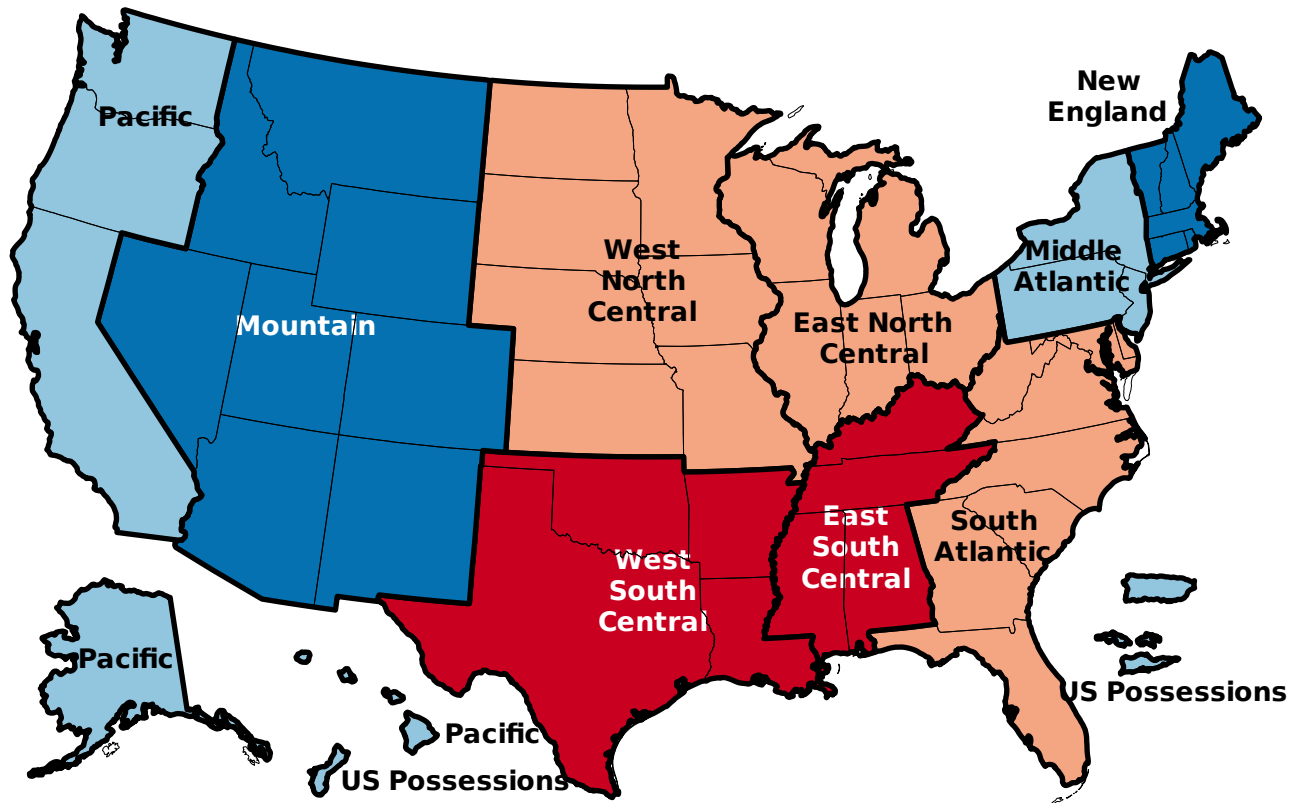 New
England
Pacific
Middle
Atlantic
West
North
Central
Mountain
East North
Central
East
South
Central
South
Atlantic
West
South
Central
Pacific
US Possessions
Pacific
US Possessions